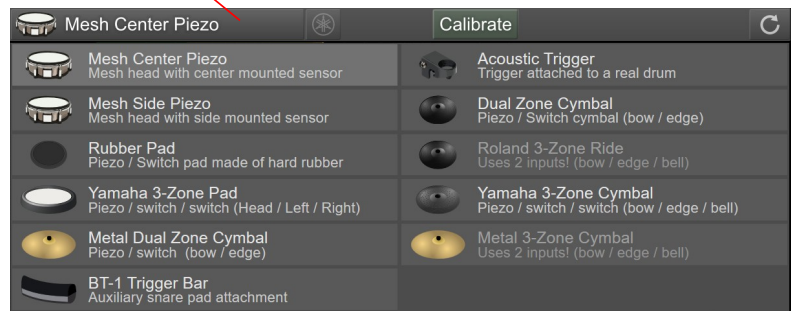 Mesh Center Piezo
Calibrate
Mesh Center Piezo
Mesh head with center mounted sensor
Acoustic Trigger
Trigger attached to a real drum
Mesh Side Piezo
Mesh head with side mounted sensor
Dual Zone Cymbal
Piezo / Switch cymbal (bow / edge)
Rubber Pad
Piezo / Switch pad made of hard rubber
Roland 3-Zone Ride
Uses 2 inputs! (bow / edge / bell)
Yamaha 3-Zone Pad
Piezo / switch / switch (Head / Left / Right)
Yamaha 3-Zone Cymbal
Piezo / switch / switch (bow / edge / bell)
Metal Dual Zone Cymbal
Piezo / switch  (bow / edge)
Metal 3-Zone Cymbal
Uses 2 inputs! (bow / edge / bell)
BT-1 Trigger Bar
Auxiliary snare pad attachment